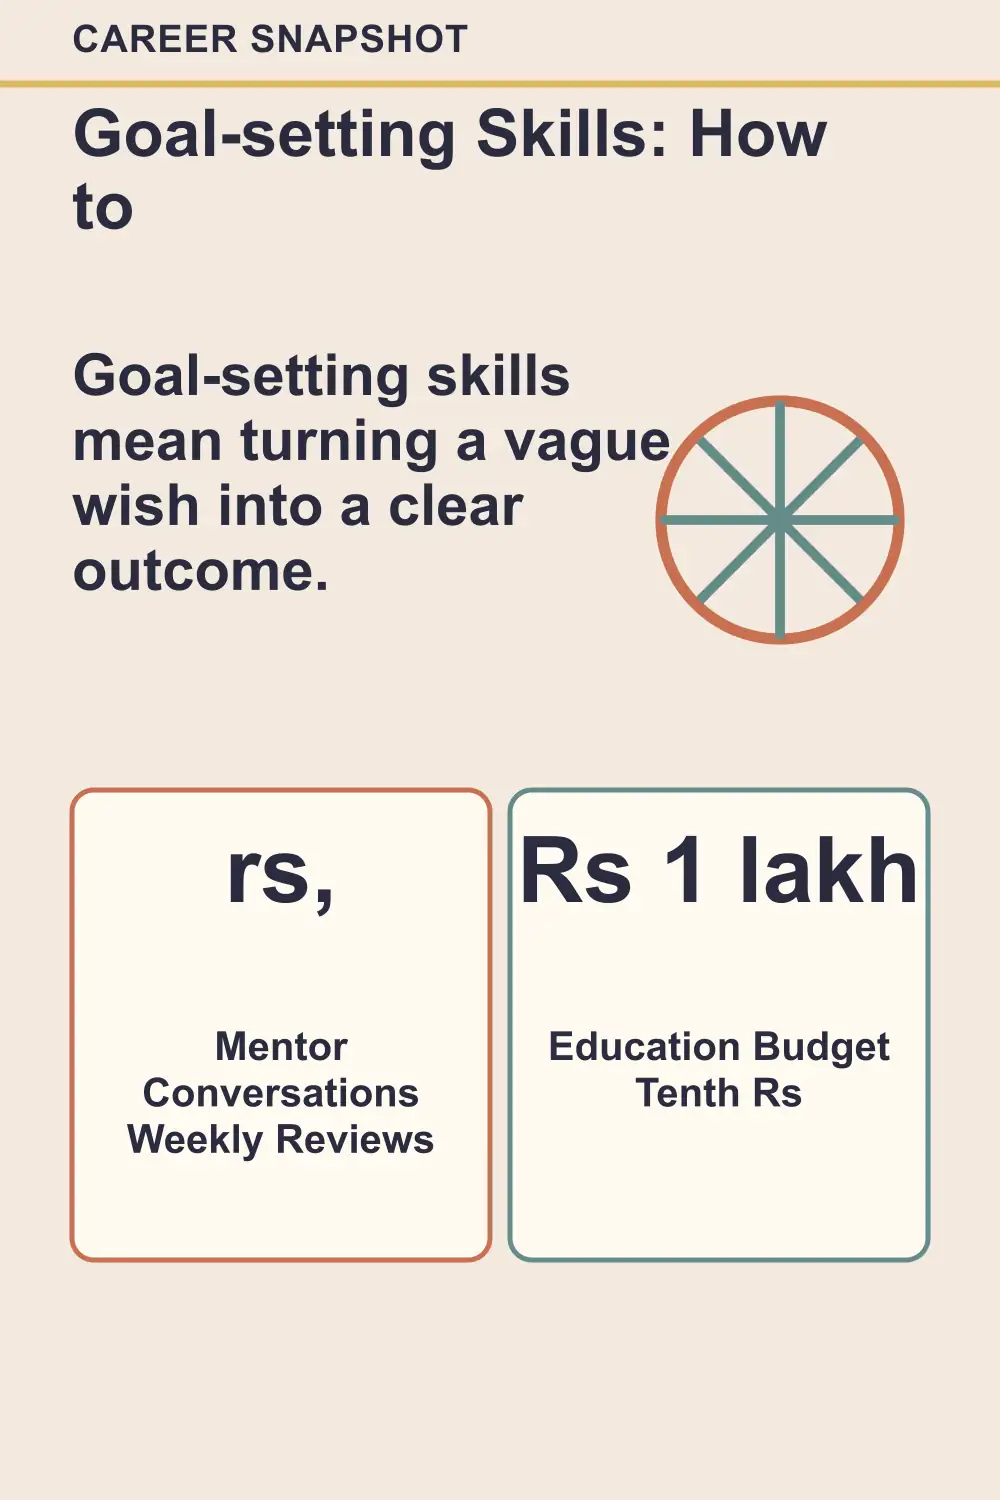 CAREER SNAPSHOT
Goal-setting Skills: How
to
Goal-setting skills
mean turning a vague
wish into a clear
outcome.
rs,
Mentor
Conversations
Weekly Reviews
Rs 1 lakh
Education Budget
Tenth Rs